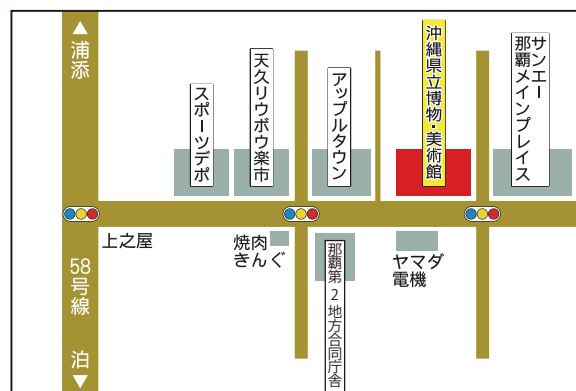 ▲
浦添
スポーツデポ
天久リウボウ楽市
アップルタウン
沖縄県立博物・美術館
サンエー
那覇メインプレイス
上之屋
焼肉
きんぐ
ヤマダ
電機
那覇第2地方合同庁舎
58号線
泊
▼